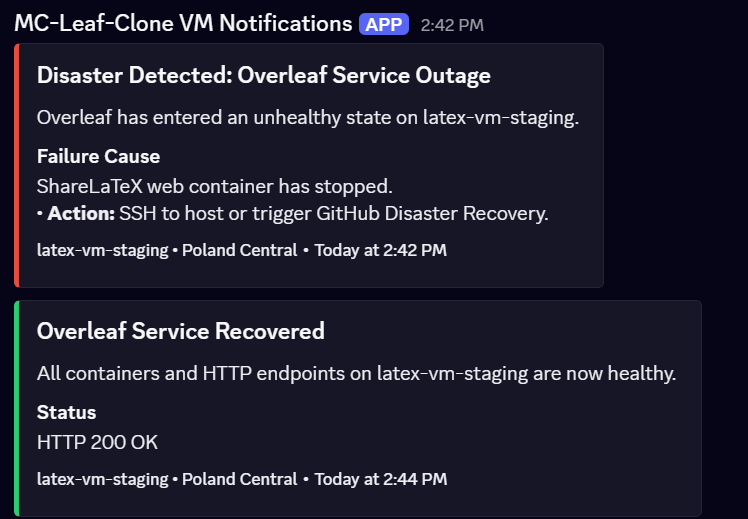 MC-Leaf-Clone VM Notifications APP 2:42 PM
Disaster Detected: Overleaf Service Outage
Overleaf has entered an unhealthy state on latex-vm-staging.
Failure Cause
ShareLaTeX web container has stopped.
• Action: SSH to host or trigger GitHub Disaster Recovery.
latex-vm-staging • Poland Central • Today at 2:42 PM
Overleaf Service Recovered
All containers and HTTP endpoints on latex-vm-staging are now healthy.
Status
HTTP 200 OK
latex-vm-staging • Poland Central • Today at 2:44 PM